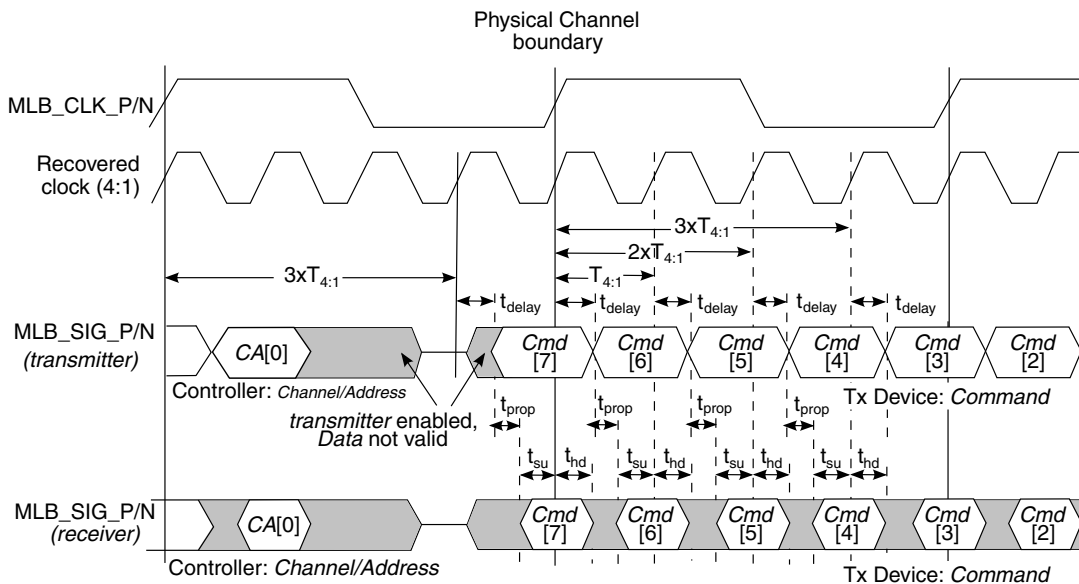 Physical Channel
boundary
MLB_CLK_P/N
Recovered
clock (4:1)
3xT4:1
2xT4:1
3xT4:1
T4:1
tdelay
tdelay
tdelay
tdelay
tdelay
MLB_SIG_P/N
(transmitter)
CA[0]
Cmd
[7]
Cmd
[6]
Cmd
[5]
Cmd
[4]
Cmd
[3]
Cmd
[2]
Controller: Channel/Address
Tx Device: Command
transmitter enabled,
Data not valid
tprop
tprop
tprop
tprop
tsu
thd
tsu
thd
tsu
thd
tsu
thd
MLB_SIG_P/N
(receiver)
CA[0]
Cmd
[7]
Cmd
[6]
Cmd
[5]
Cmd
[4]
Cmd
[3]
Cmd
[2]
Controller: Channel/Address
Tx Device: Command